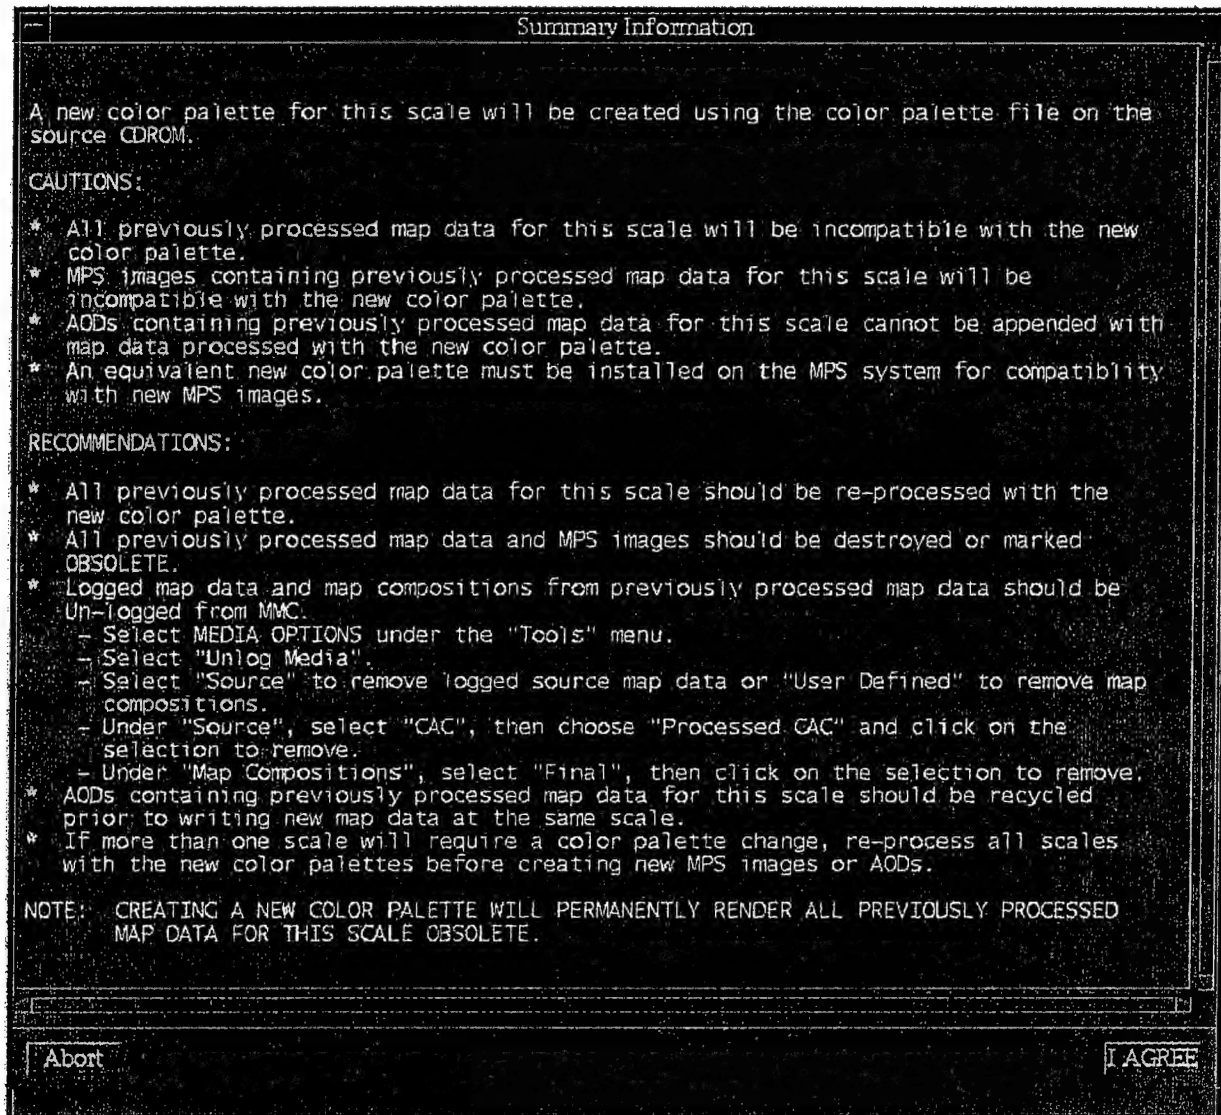 Summary Information
A new color palette for this scale will be created using the color palette file on the
source CDROM.
CAUTIONS:
* All previously processed map data for this scale will be incompatible with the new
color palette.
* MPS images containing previously processed map data for this scale will be
incompatible with the new color palette.
* AODs containing previously processed map data for this scale cannot be appended with
map data processed with the new color palette.
* An equivalent new color palette must be installed on the MPS system for compatiblity
with new MPS images.
RECOMMENDATIONS:
* All previously processed map data for this scale should be re-processed with the
new color palette.
* All previously processed map data and MPS images should be destroyed or marked
OBSOLETE.
* Logged map data and map compositions from previously processed map data should be
Un-logged from MMC.
- Select MEDIA OPTIONS under the "Tools" menu.
- Select "Unlog Media".
- Select "Source" to remove logged source map data or "User Defined" to remove map
compositions.
- Under "Source", select "CAC", then choose "Processed CAC" and click on the
selection to remove.
- Under "Map Compositions", select "Final", then click on the selection to remove.
* AODs containing previously processed map data for this scale should be recycled
prior to writing new map data at the same scale.
* If more than one scale will require a color palette change, re-process all scales
with the new color palettes before creating new MPS images or AODs.
NOTE: CREATING A NEW COLOR PALETTE WILL PERMANENTLY RENDER ALL PREVIOUSLY PROCESSED
MAP DATA FOR THIS SCALE OBSOLETE.
Abort
I AGREE